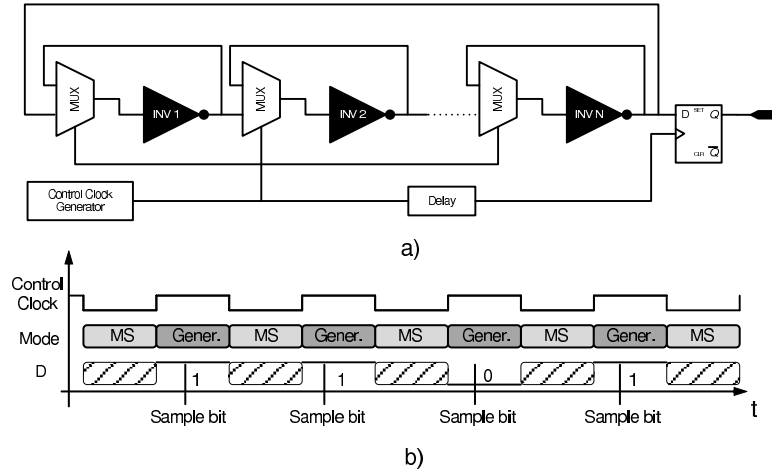 MUX
INV 1
MUX
INV 2
MUX
INV N
D SET Q
CLR Q
Control Clock
Generator
Delay
a)
Control
Clock
Mode
MS Gener. MS Gener. MS Gener. MS Gener. MS
D
1 1 0 1
t
Sample bit Sample bit Sample bit Sample bit
b)